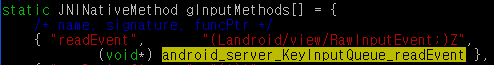 static JNINativeMethod gInputMethods[] = {
/* name, signature, funcPtr */
{ "readEvent", "(Landroid/view/RawInputEvent;)Z",
(void*) android_server_KeyInputQueue_readEvent },